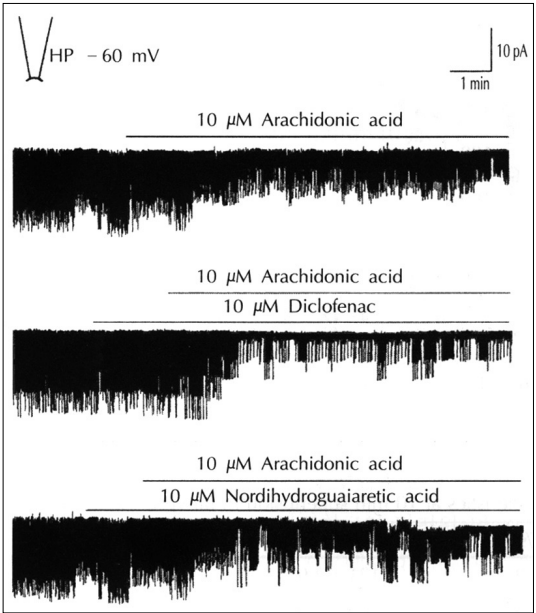 HP – 60 mV
10 pA
1 min
10 µM Arachidonic acid
10 µM Arachidonic acid
10 µM Diclofenac
10 µM Arachidonic acid
10 µM Nordihydroguaiaretic acid